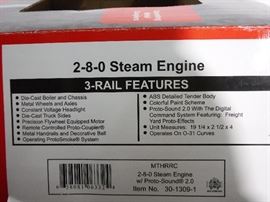 2-8-0 Steam Engine
3-RAIL FEATURES
• Die-Cast Boiler and Chassis
• Metal Wheels and Axles
• Constant Voltage Headlight
• Die-Cast Truck Sides
• Precision Flywheel Equipped Motor
• Remote Controlled Proto-Coupler®
• Metal Handrails and Decorative Bell
• Operating ProtoSmoke® System
• ABS Detailed Tender Body
• Colorful Paint Scheme
• Proto-Sound 2.0 With The Digital
Command System Featuring: Freight
Yard Proto-Effects
• Unit Measures: 19 1/4 x 2 1/2 x 4
• Operates On O-31 Curves
MTHRRC
2-8-0 Steam Engine
w/ Proto-Sound® 2.0
Item No. 30-1309-1